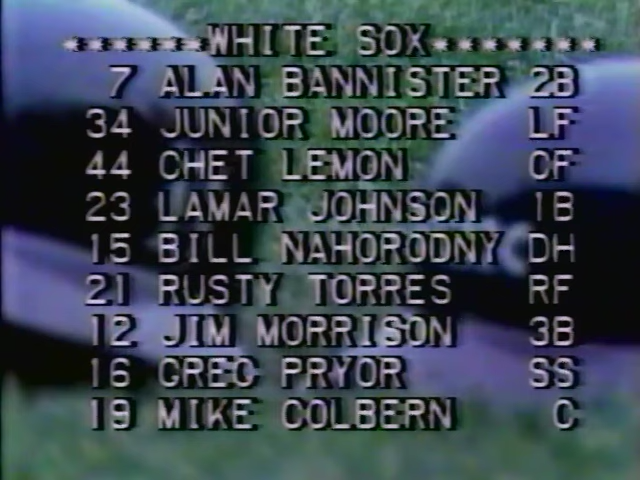 ******WHITE SOX*******
7 ALAN BANNISTER 2B
34 JUNIOR MOORE LF
44 CHET LEMON CF
23 LAMAR JOHNSON 1B
15 BILL NAHORODNY DH
21 RUSTY TORRES RF
12 JIM MORRISON 3B
16 GREG PRYOR SS
19 MIKE COLBERN C